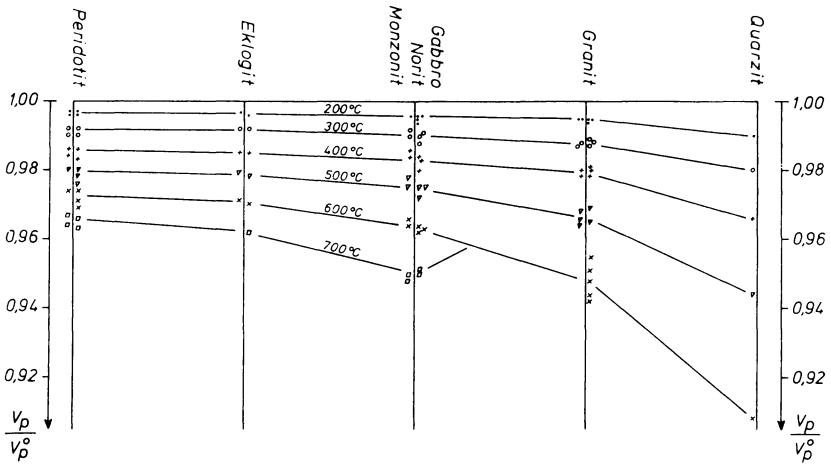 Peridotit
Eklogit
Monzonit
Norit
Gabbro
Granit
Quarzit
1,00
0,98
0,96
0,94
0,92
Vp
Vp°
200°C
300°C
400°C
500°C
600°C
700°C
1,00
0,98
0,96
0,94
0,92
Vp
Vp°